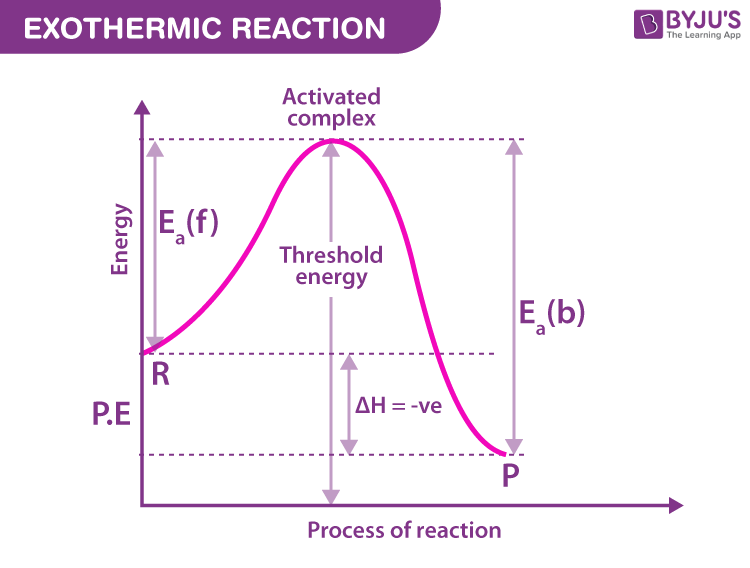 EXOTHERMIC REACTION
BYJU'S
The Learning App
Activated
complex
Energy
Eₐ(f)
Threshold
energy
Eₐ(b)
R
P.E
ΔH = -ve
P
Process of reaction